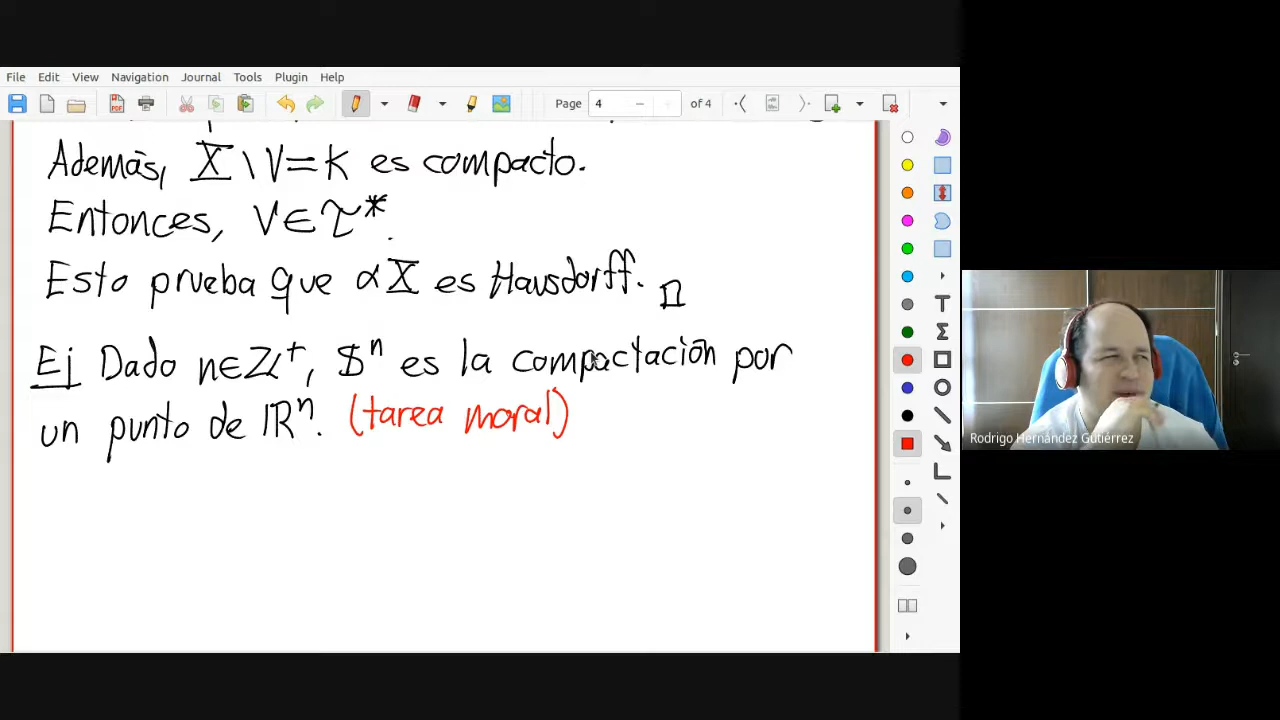 File Edit View Navigation Journal Tools Plugin Help
Page 4 of 4
Además, X \ V = K es compacto.
Entonces, V ∈ τ*.
Esto prueba que αX es Hausdorff. □
Ej Dado n ∈ ℤ⁺, 𝕊ⁿ es la compactación por
un punto de ℝⁿ. (tarea moral)
Rodrigo Hernández Gutiérrez